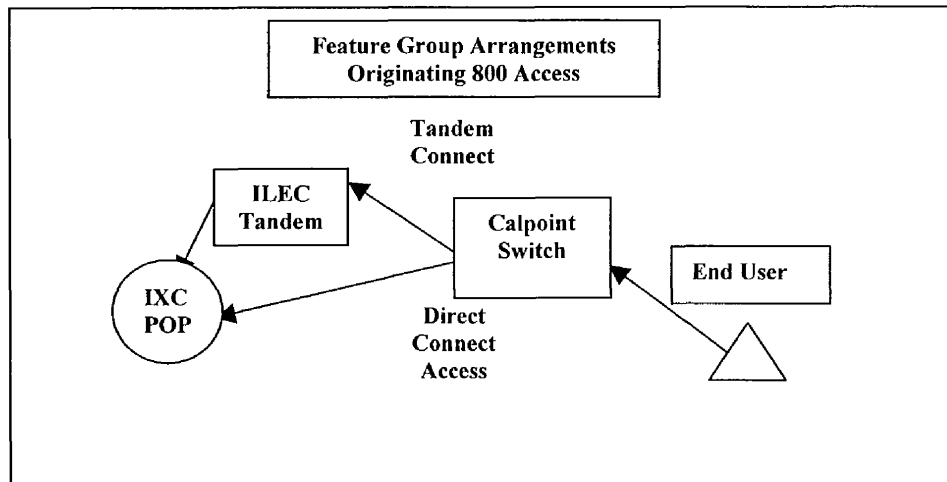 Feature Group Arrangements
Originating 800 Access
Tandem
Connect
ILEC
Tandem
Calpoint
Switch
End User
IXC
POP
Direct
Connect
Access